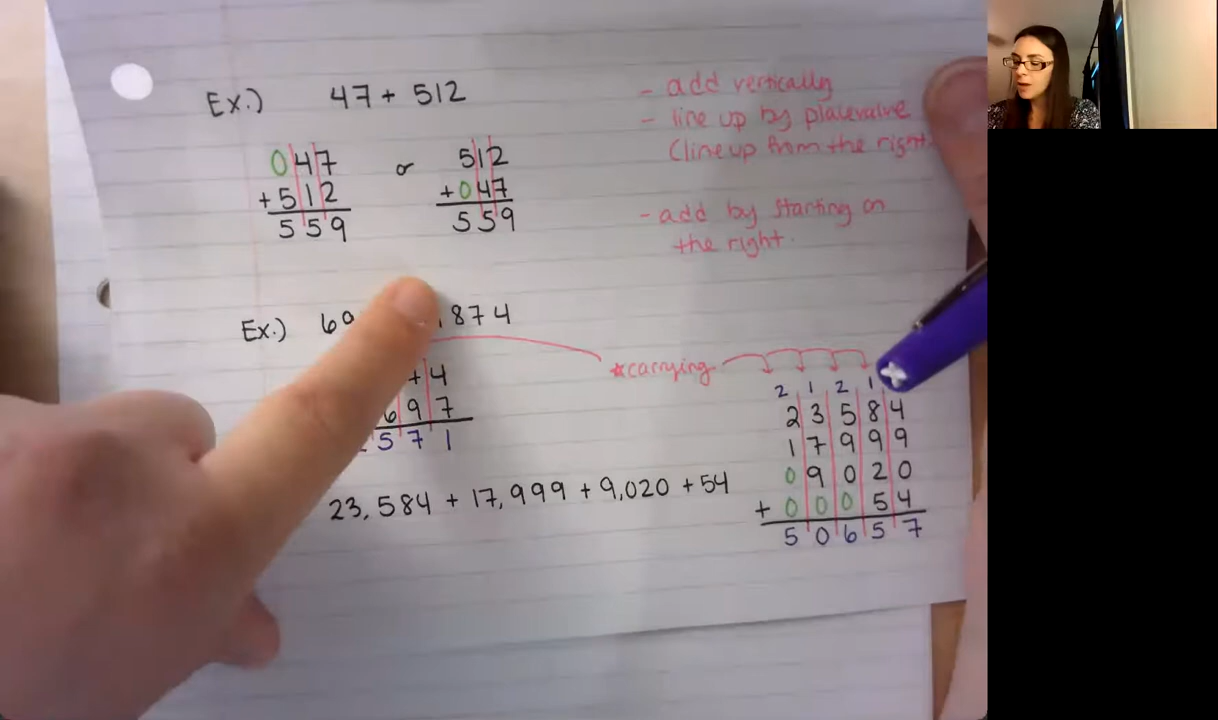 Ex.) 47 + 512
047
+512
559
or
512
+047
559
- add vertically
- line up by place value
(line up from the right)
- add by starting on
the right.
Ex.) 69 874
4
697
571
*carrying
23,584 + 17,999 + 9,020 + 54
2 1 2 1
23584
17999
09020
+ 00054
50657